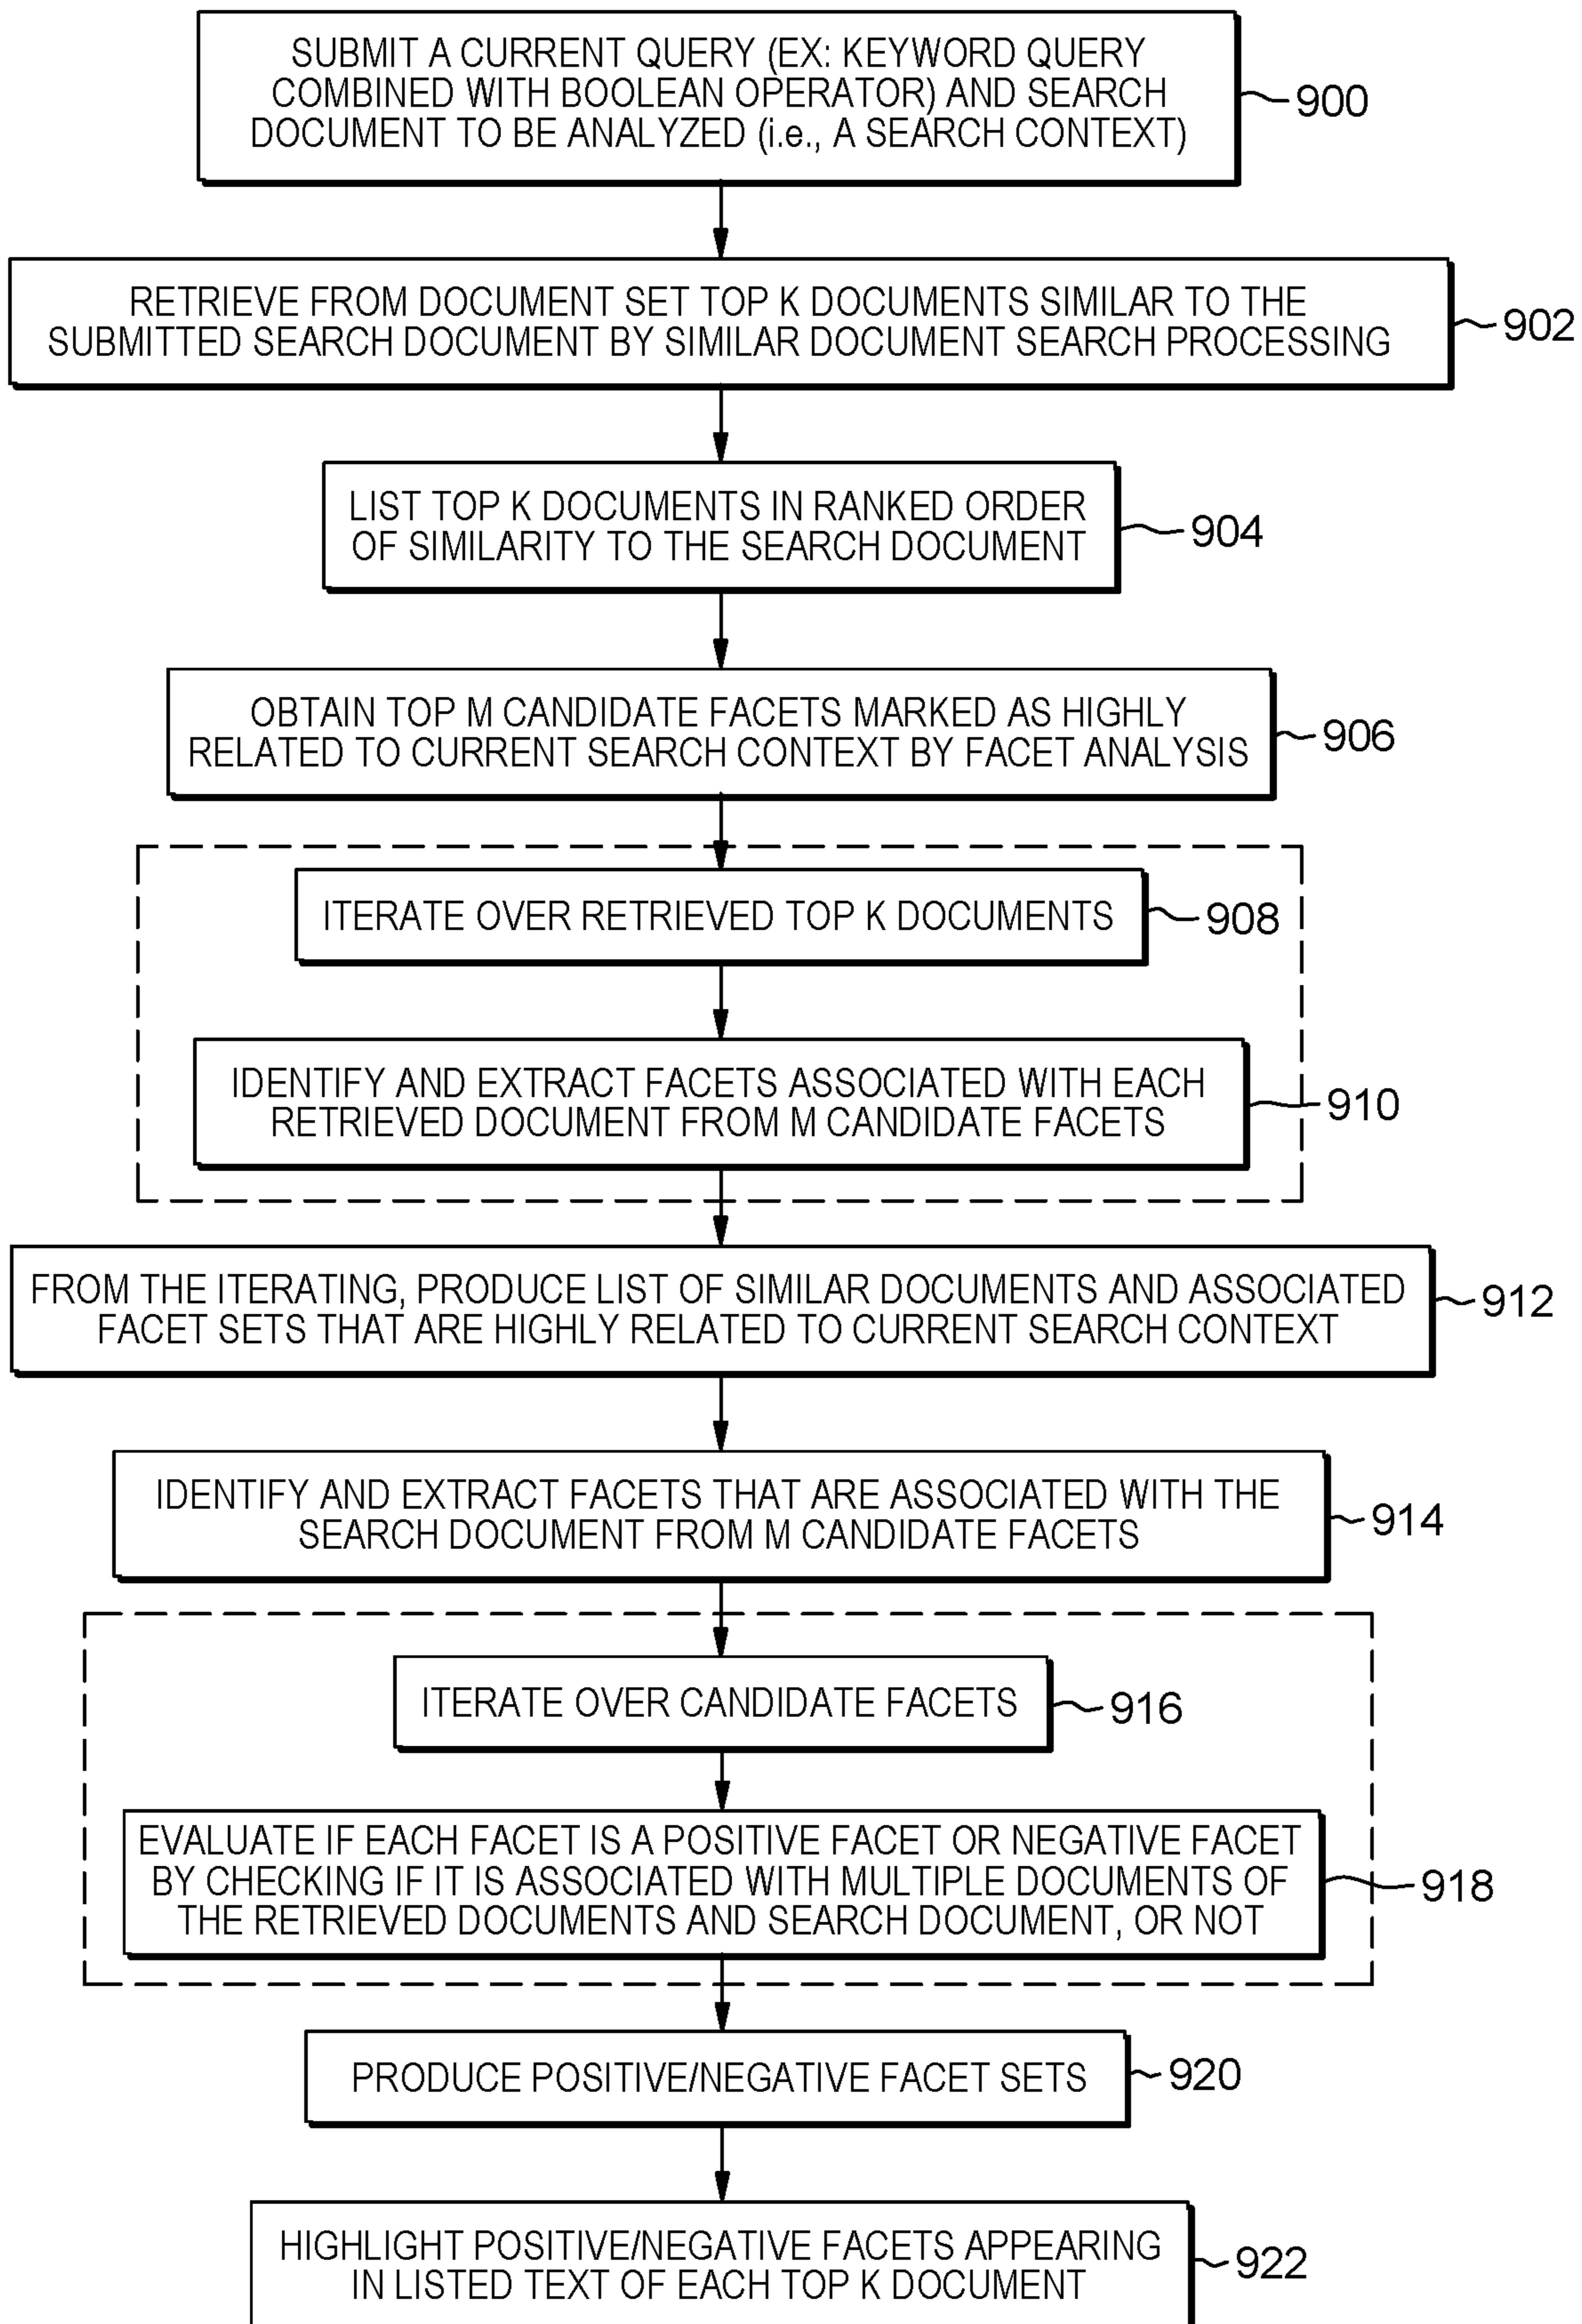 SUBMIT A CURRENT QUERY (EX: KEYWORD QUERY
COMBINED WITH BOOLEAN OPERATOR) AND SEARCH
DOCUMENT TO BE ANALYZED (i.e., A SEARCH CONTEXT)
900
RETRIEVE FROM DOCUMENT SET TOP K DOCUMENTS SIMILAR TO THE
SUBMITTED SEARCH DOCUMENT BY SIMILAR DOCUMENT SEARCH PROCESSING
902
LIST TOP K DOCUMENTS IN RANKED ORDER
OF SIMILARITY TO THE SEARCH DOCUMENT
904
OBTAIN TOP M CANDIDATE FACETS MARKED AS HIGHLY
RELATED TO CURRENT SEARCH CONTEXT BY FACET ANALYSIS
906
ITERATE OVER RETRIEVED TOP K DOCUMENTS
908
IDENTIFY AND EXTRACT FACETS ASSOCIATED WITH EACH
RETRIEVED DOCUMENT FROM M CANDIDATE FACETS
910
FROM THE ITERATING, PRODUCE LIST OF SIMILAR DOCUMENTS AND ASSOCIATED
FACET SETS THAT ARE HIGHLY RELATED TO CURRENT SEARCH CONTEXT
912
IDENTIFY AND EXTRACT FACETS THAT ARE ASSOCIATED WITH THE
SEARCH DOCUMENT FROM M CANDIDATE FACETS
914
ITERATE OVER CANDIDATE FACETS
916
EVALUATE IF EACH FACET IS A POSITIVE FACET OR NEGATIVE FACET
BY CHECKING IF IT IS ASSOCIATED WITH MULTIPLE DOCUMENTS OF
THE RETRIEVED DOCUMENTS AND SEARCH DOCUMENT, OR NOT
918
PRODUCE POSITIVE/NEGATIVE FACET SETS
920
HIGHLIGHT POSITIVE/NEGATIVE FACETS APPEARING
IN LISTED TEXT OF EACH TOP K DOCUMENT
922